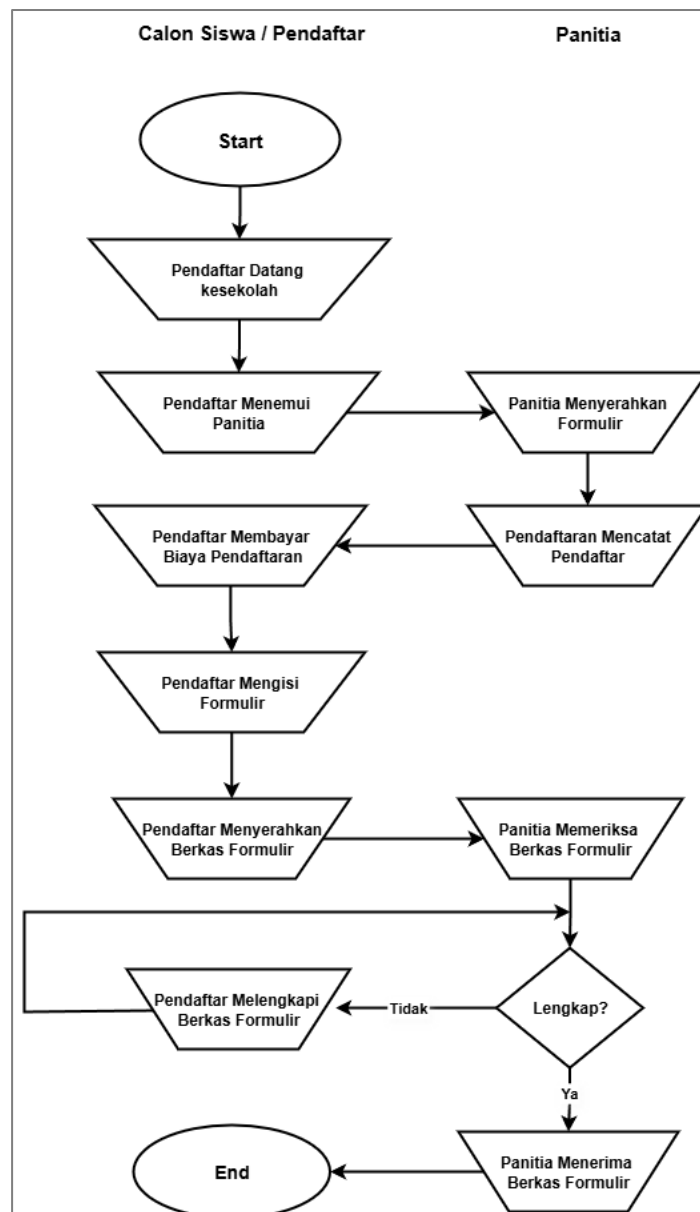 Calon Siswa / Pendaftar
Panitia
Start
Pendaftar Datang
kesekolah
Pendaftar Menemui
Panitia
Panitia Menyerahkan
Formulir
Pendaftar Membayar
Biaya Pendaftaran
Pendaftaran Mencatat
Pendaftar
Pendaftar Mengisi
Formulir
Pendaftar Menyerahkan
Berkas Formulir
Panitia Memeriksa
Berkas Formulir
Pendaftar Melengkapi
Berkas Formulir
Tidak
Lengkap?
Ya
End
Panitia Menerima
Berkas Formulir